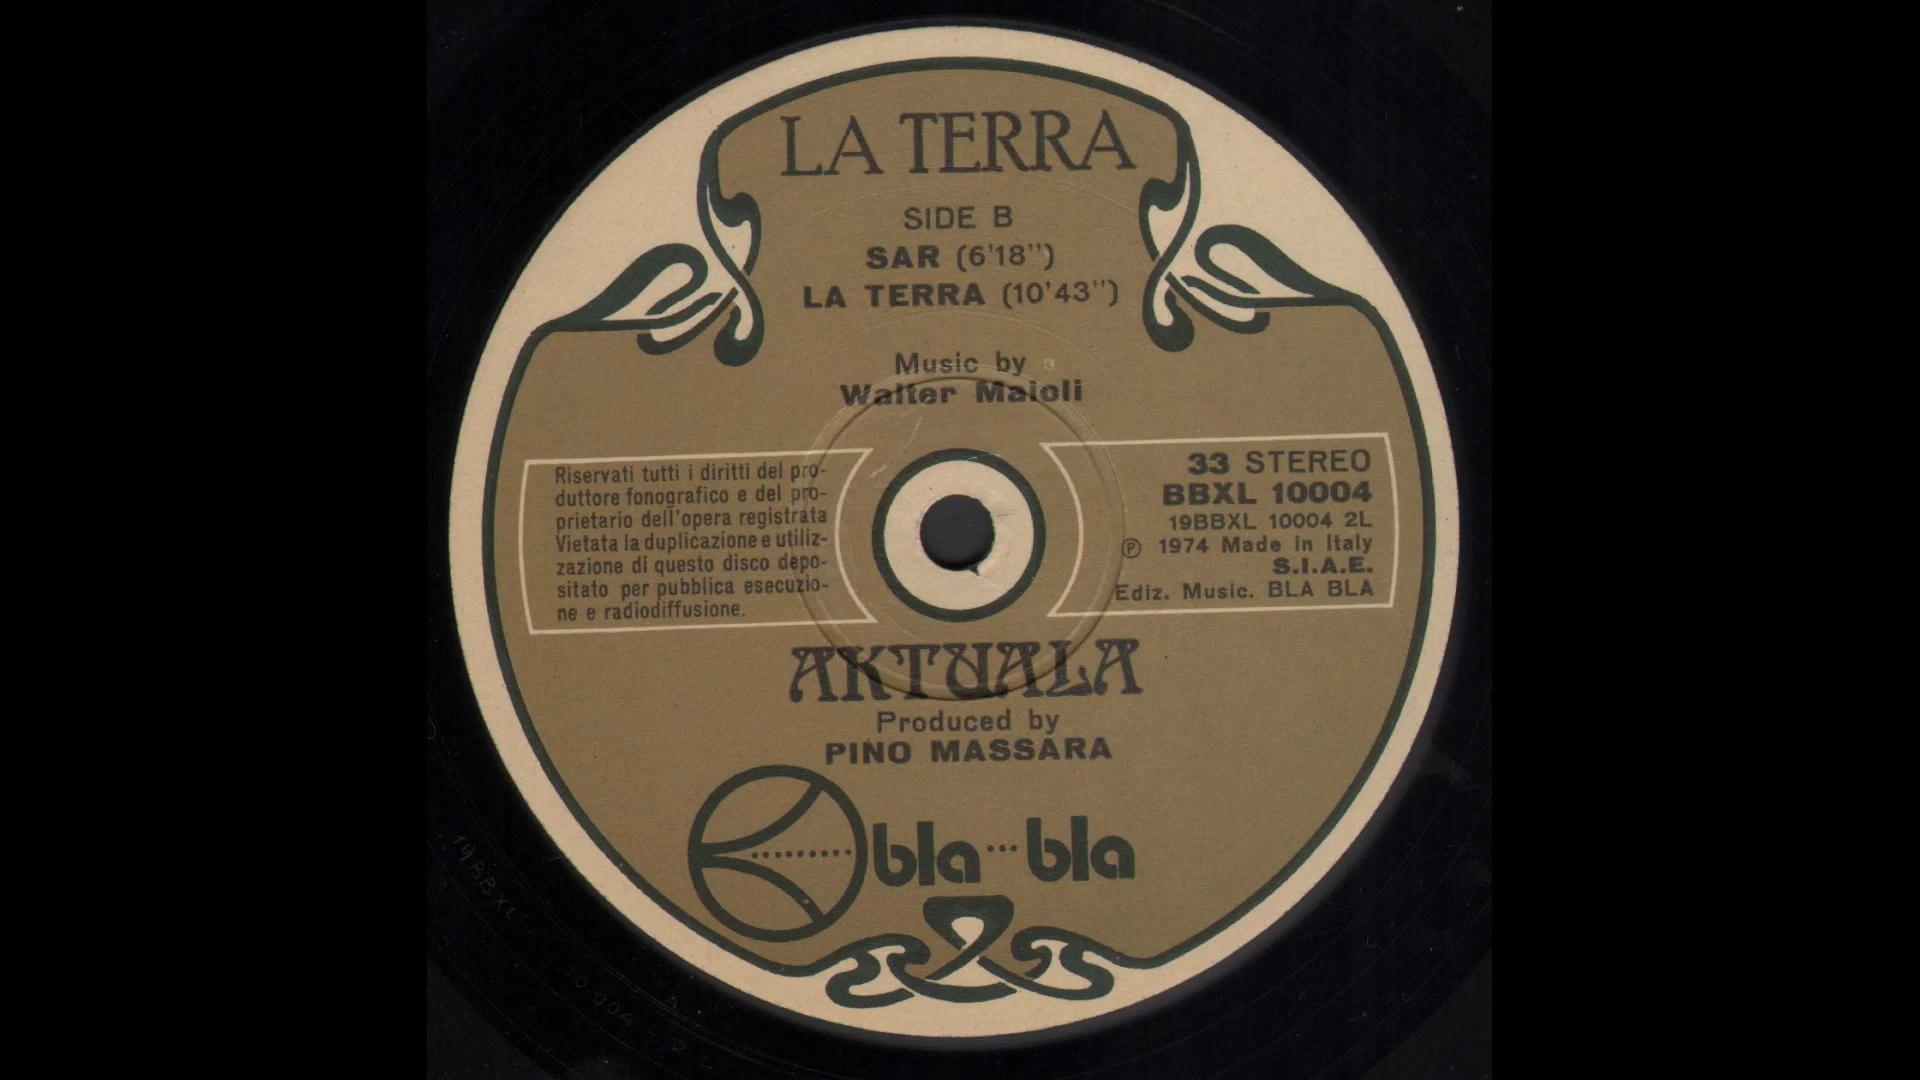 LA TERRA
SIDE B
SAR (6'18'')
LA TERRA (10'43'')
Music by
Walter Maioli
Riservati tutti i diritti del pro-
duttore fonografico e del pro-
prietario dell'opera registrata
Vietata la duplicazione e utiliz-
zazione di questo disco depo-
sitato per pubblica esecuzio-
ne e radiodiffusione.
33 STEREO
BBXL 10004
19BBXL 10004 2L
Ⓟ 1974 Made in Italy
S.I.A.E.
Ediz. Music. BLA BLA
AKTUALA
Produced by
PINO MASSARA
bla...bla
19BBXL 10004 2L